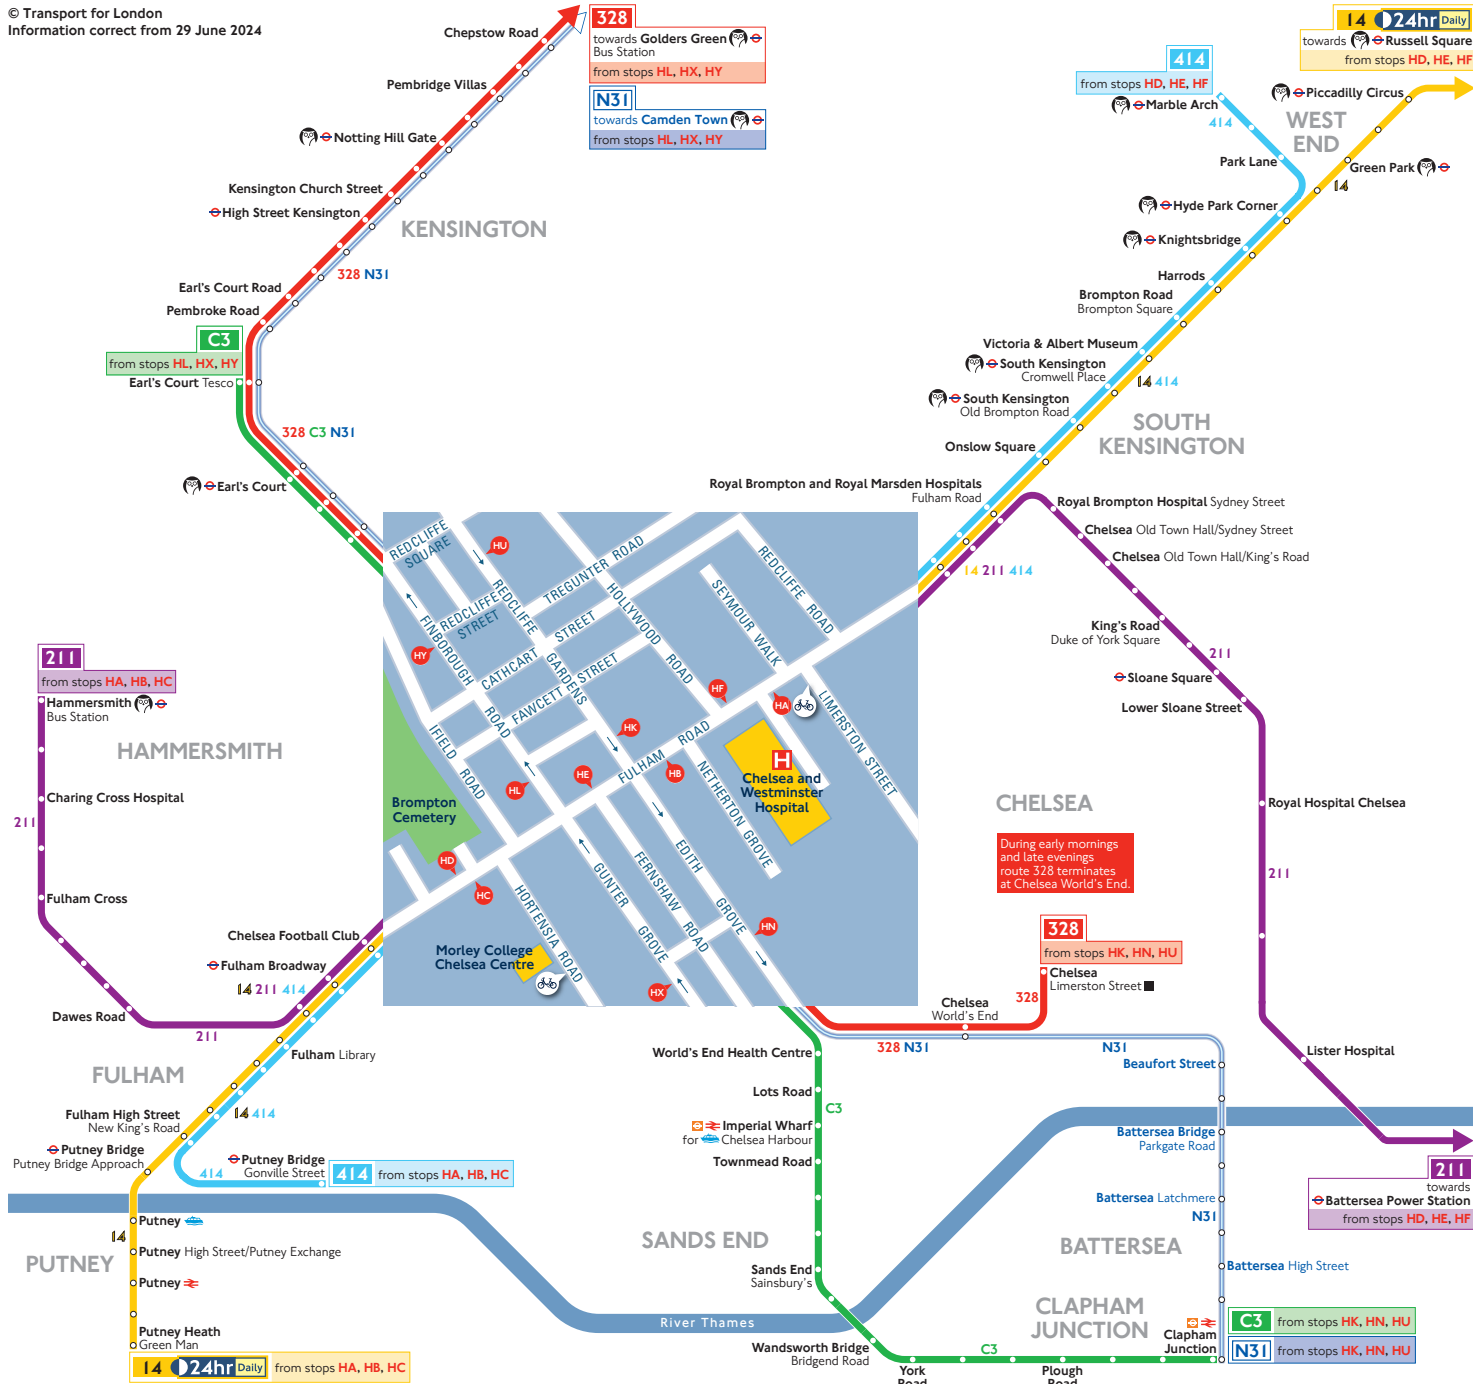 © Transport for London
Information correct from 29 June 2024
328
towards Golders Green
Bus Station
from stops HL, HX, HY
N31
towards Camden Town
from stops HL, HX, HY
14 24hr Daily
towards Russell Square
from stops HD, HE, HF
414
from stops HD, HE, HF
Chepstow Road
Pembridge Villas
Notting Hill Gate
Kensington Church Street
High Street Kensington
KENSINGTON
328 N31
Earl's Court Road
Pembroke Road
C3
from stops HL, HX, HY
Earl's Court Tesco
328 C3 N31
Earl's Court
Marble Arch
414
Park Lane
Piccadilly Circus
WEST
END
Green Park
14
Hyde Park Corner
Knightsbridge
Harrods
Brompton Road
Brompton Square
Victoria & Albert Museum
South Kensington
Cromwell Place
14 414
South Kensington
Old Brompton Road
SOUTH
KENSINGTON
Onslow Square
Royal Brompton and Royal Marsden Hospitals
Fulham Road
14 211 414
Royal Brompton Hospital Sydney Street
Chelsea Old Town Hall/Sydney Street
Chelsea Old Town Hall/King's Road
King's Road
Duke of York Square
211
Sloane Square
Lower Sloane Street
Royal Hospital Chelsea
211
Lister Hospital
211
towards
Battersea Power Station
from stops HD, HE, HF
211
from stops HA, HB, HC
Hammersmith
Bus Station
HAMMERSMITH
Charing Cross Hospital
211
Fulham Cross
Dawes Road
211
Chelsea Football Club
Fulham Broadway
14 211 414
Fulham Library
FULHAM
14 414
Fulham High Street
New King's Road
Putney Bridge
Putney Bridge Approach
414
Putney Bridge
Gonville Street
414 from stops HA, HB, HC
Putney
14
Putney High Street/Putney Exchange
PUTNEY
Putney
Putney Heath
Green Man
14 24hr Daily from stops HA, HB, HC
REDCLIFFE
SQUARE
HU
REDCLIFFE
GARDENS
REDCLIFFE
STREET
TREGUNTER ROAD
HOLLYWOOD
ROAD
REDCLIFFE ROAD
SEYMOUR WALK
FINBOROUGH
ROAD
HY
CATHCART
STREET
FAWCETT STREET
IFIELD
ROAD
HF
HA
LIMERSTON STREET
HK
FULHAM ROAD
HE
HB
HL
NETHERTON GROVE
H
Chelsea and
Westminster
Hospital
Brompton
Cemetery
HD
HC
HORTENSIA
ROAD
GUNTER
GROVE
FERNSHAW
ROAD
EDITH
GROVE
HN
HX
Morley College
Chelsea Centre
CHELSEA
During early mornings
and late evenings
route 328 terminates
at Chelsea World's End.
328
from stops HK, HN, HU
Chelsea
Limerston Street
328
Chelsea
World's End
328 N31
N31
World's End Health Centre
Lots Road
C3
Imperial Wharf
for Chelsea Harbour
Townmead Road
SANDS END
Sands End
Sainsbury's
River Thames
Wandsworth Bridge
Bridgend Road
York
Road
C3
Plough
Road
Beaufort Street
Battersea Bridge
Parkgate Road
Battersea Latchmere
N31
BATTERSEA
Battersea High Street
CLAPHAM
JUNCTION
Clapham
Junction
C3 from stops HK, HN, HU
N31 from stops HK, HN, HU